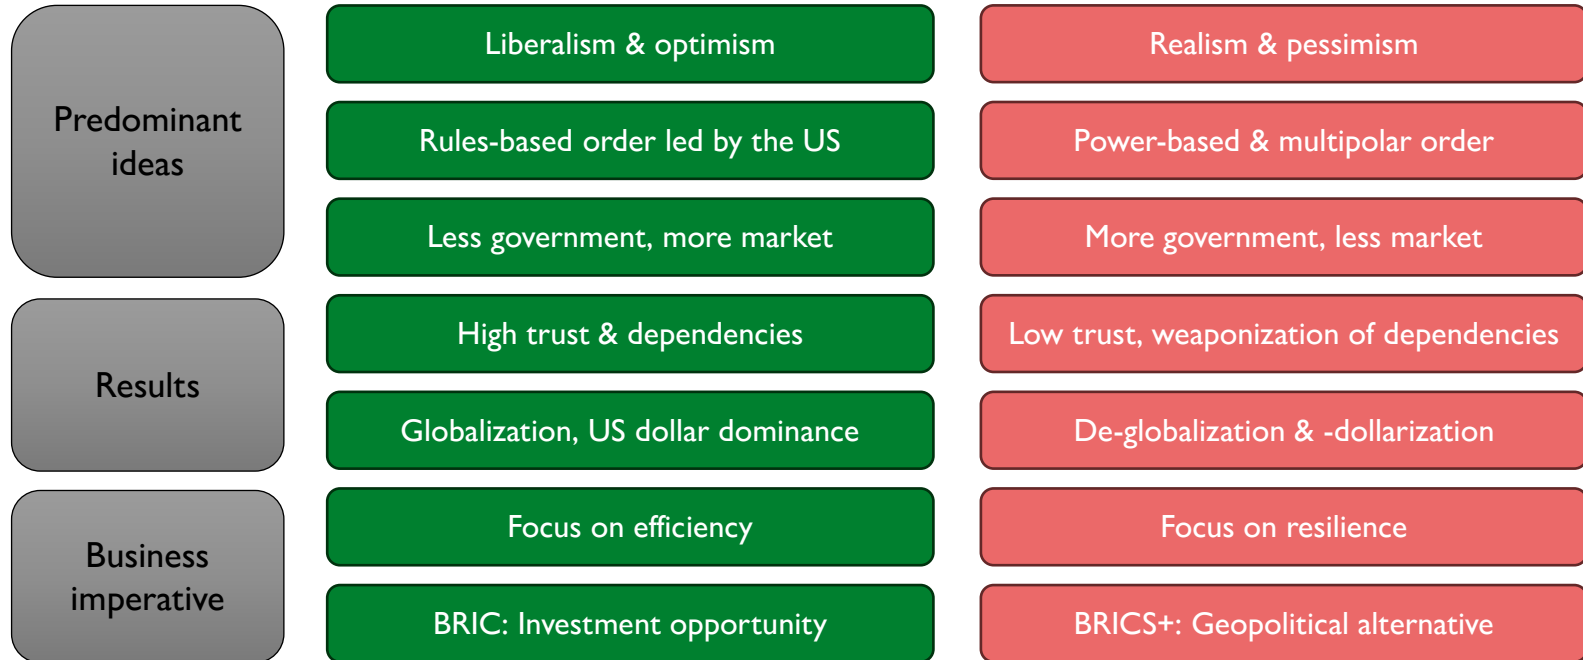 Predominant
ideas
Liberalism & optimism
Realism & pessimism
Rules-based order led by the US
Power-based & multipolar order
Less government, more market
More government, less market
Results
High trust & dependencies
Low trust, weaponization of dependencies
Globalization, US dollar dominance
De-globalization & -dollarization
Business
imperative
Focus on efficiency
Focus on resilience
BRIC: Investment opportunity
BRICS+: Geopolitical alternative